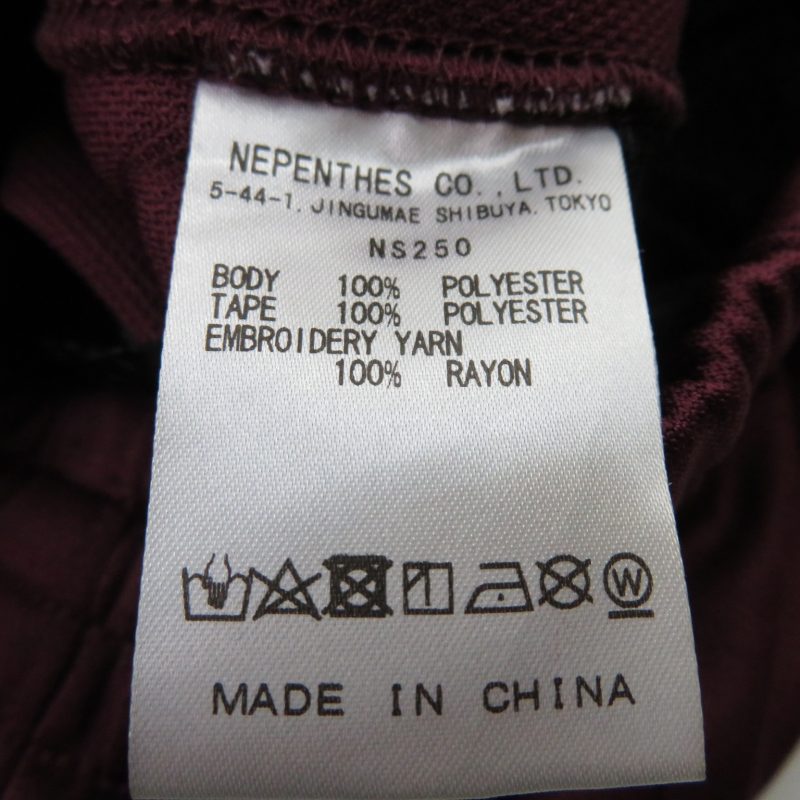 NEPENTHES CO.,LTD.
5-44-1.JINGUMAE SHIBUYA.TOKYO
NS250
BODY 100% POLYESTER
TAPE 100% POLYESTER
EMBROIDERY YARN
100% RAYON
W
MADE IN CHINA